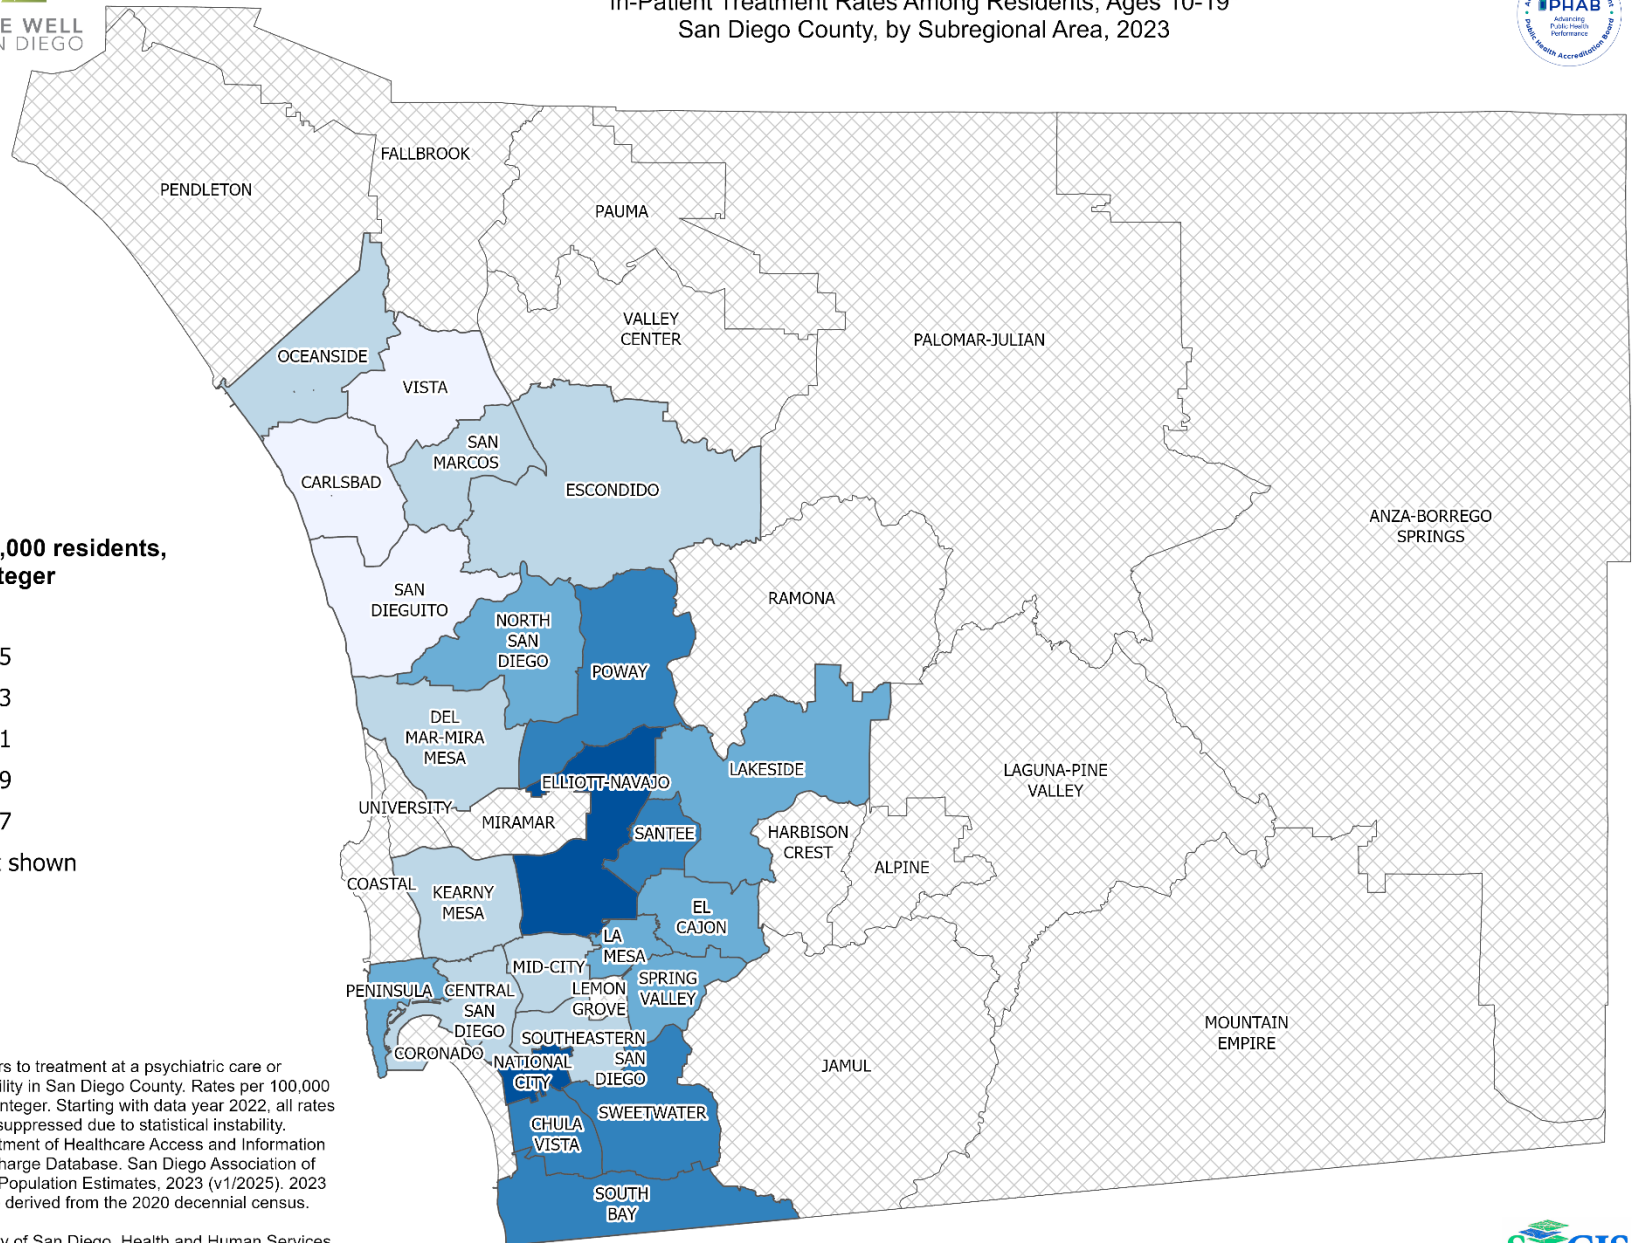 E WELL
N DIEGO
In-Patient Treatment Rates Among Residents, Ages 10-19
San Diego County, by Subregional Area, 2023
PHAB
Advancing
Public Health
Performance
Public Health Accreditation Board
FALLBROOK
PENDLETON
PAUMA
VALLEY
CENTER
PALOMAR-JULIAN
OCEANSIDE
VISTA
SAN
MARCOS
CARLSBAD
ESCONDIDO
ANZA-BORREGO
SPRINGS
,000 residents,
teger
SAN
DIEGUITO
RAMONA
NORTH
SAN
DIEGO
POWAY
5
3
1
9
7
t shown
DEL
MAR-MIRA
MESA
ELLIOTT-NAVAJO
LAKESIDE
LAGUNA-PINE
VALLEY
UNIVERSITY
MIRAMAR
SANTEE
HARBISON
CREST
ALPINE
COASTAL
KEARNY
MESA
EL
CAJON
LA
MESA
MID-CITY
SPRING
VALLEY
PENINSULA
CENTRAL
SAN
DIEGO
LEMON
GROVE
SOUTHEASTERN
SAN
DIEGO
CORONADO
NATIONAL
CITY
MOUNTAIN
EMPIRE
JAMUL
SWEETWATER
CHULA
VISTA
SOUTH
BAY
rs to treatment at a psychiatric care or
ility in San Diego County. Rates per 100,000
nteger. Starting with data year 2022, all rates
suppressed due to statistical instability.
tment of Healthcare Access and Information
harge Database. San Diego Association of
Population Estimates, 2023 (v1/2025). 2023
derived from the 2020 decennial census.
y of San Diego, Health and Human Services